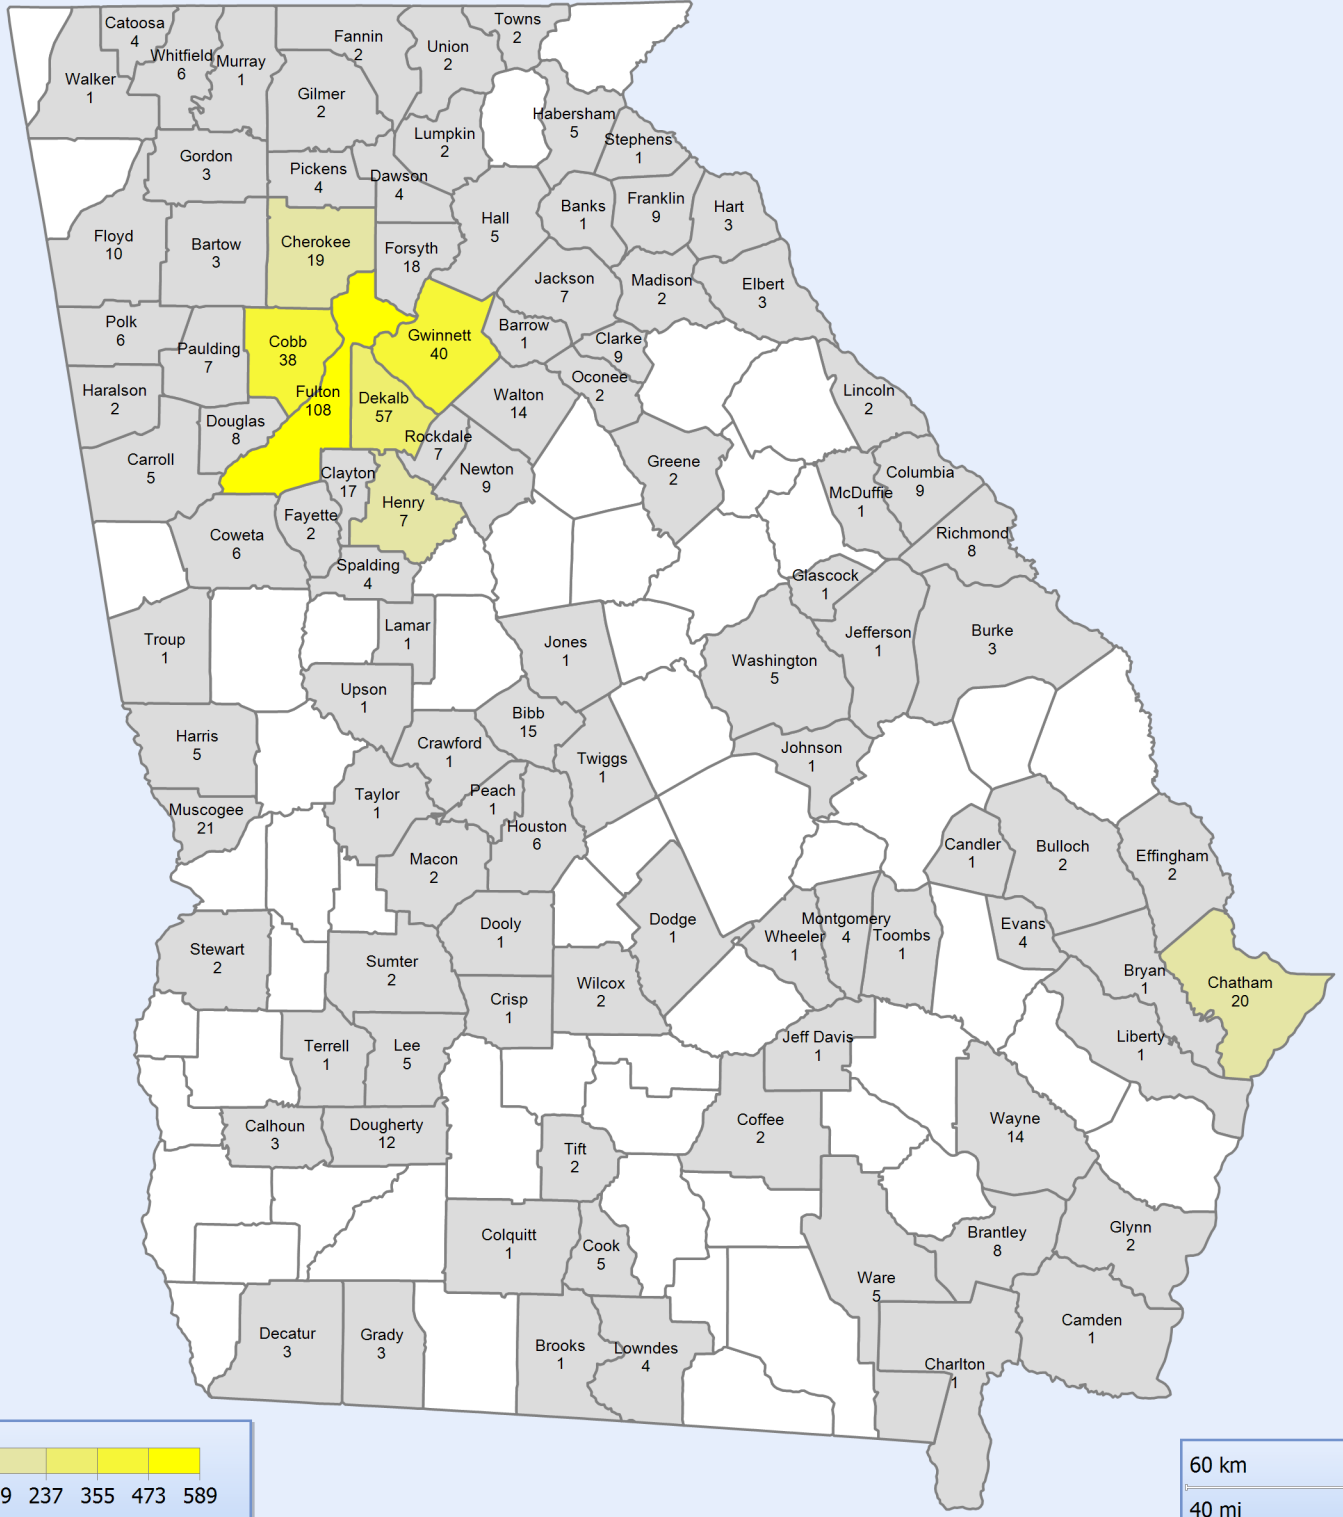 Catoosa
4
Towns
2
Fannin
2
Union
2
Whitfield
6
Murray
1
Walker
1
Gilmer
2
Habersham
5
Lumpkin
2
Stephens
1
Gordon
3
Pickens
4
Dawson
4
Franklin
9
Banks
1
Hart
3
Hall
5
Floyd
10
Bartow
3
Cherokee
19
Forsyth
18
Jackson
7
Madison
2
Elbert
3
Polk
6
Paulding
7
Cobb
38
Gwinnett
40
Barrow
1
Clarke
9
Oconee
2
Haralson
2
Fulton
108
Dekalb
57
Walton
14
Lincoln
2
Douglas
8
Rockdale
7
Carroll
5
Clayton
17
Newton
9
Greene
2
Columbia
9
McDuffie
1
Henry
7
Fayette
2
Coweta
6
Richmond
8
Spalding
4
Glascock
1
Troup
1
Lamar
1
Jones
1
Jefferson
1
Burke
3
Washington
5
Upson
1
Bibb
15
Harris
5
Crawford
1
Twiggs
1
Johnson
1
Taylor
1
Peach
1
Muscogee
21
Houston
6
Macon
2
Candler
1
Bulloch
2
Effingham
2
Stewart
2
Dooly
1
Dodge
1
Montgomery
4
Wheeler
1
Toombs
1
Evans
4
Sumter
2
Wilcox
2
Bryan
1
Chatham
20
Crisp
1
Terrell
1
Lee
5
Jeff Davis
1
Liberty
1
Calhoun
3
Dougherty
12
Coffee
2
Wayne
14
Tift
2
Colquitt
1
Cook
5
Brantley
8
Glynn
2
Ware
5
Decatur
3
Grady
3
Brooks
1
Lowndes
4
Camden
1
Charlton
1
9 237 355 473 589
60 km
40 mi